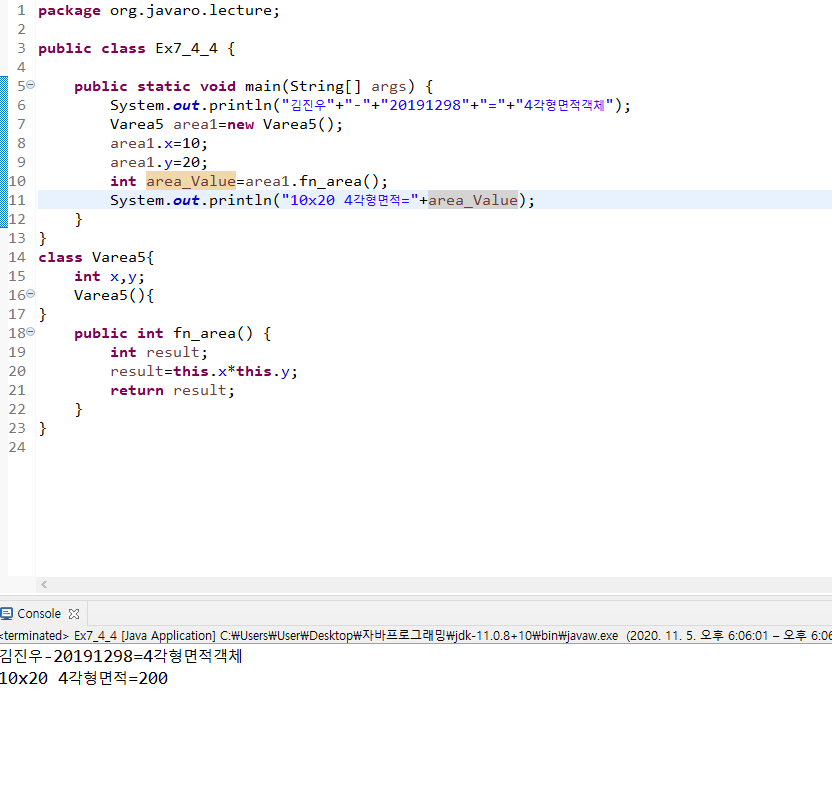 1 package org.javaro.lecture;
2
3 public class Ex7_4_4 {
4
5     public static void main(String[] args) {
6         System.out.println("김진우"+"-"+"20191298"+"="+"4각형면적객체");
7         Varea5 area1=new Varea5();
8         area1.x=10;
9         area1.y=20;
10         int area_Value=area1.fn_area();
11         System.out.println("10x20 4각형면적="+area_Value);
12     }
13 }
14 class Varea5{
15     int x,y;
16     Varea5(){
17 }
18     public int fn_area() {
19         int result;
20         result=this.x*this.y;
21         return result;
22     }
23 }
24
Console
<terminated> Ex7_4_4 [Java Application] C:₩Users₩User₩Desktop₩자바프로그래밍₩jdk-11.0.8+10₩bin₩javaw.exe  (2020. 11. 5. 오후 6:06:01 – 오후 6:06
김진우-20191298=4각형면적객체
10x20 4각형면적=200